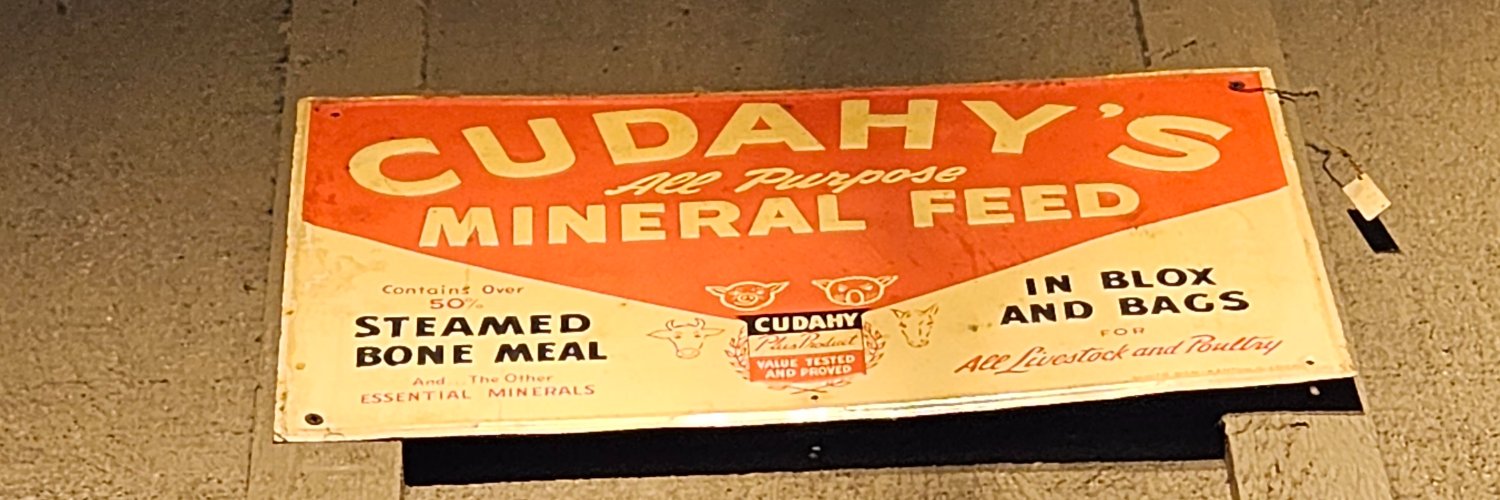 CUDAHY'S
All Purpose
MINERAL FEED
Contains Over
50%
STEAMED
BONE MEAL
And... The Other
ESSENTIAL MINERALS
CUDAHY
Plus Product
VALUE TESTED
AND PROVED
IN BLOX
AND BAGS
FOR
All Livestock and Poultry